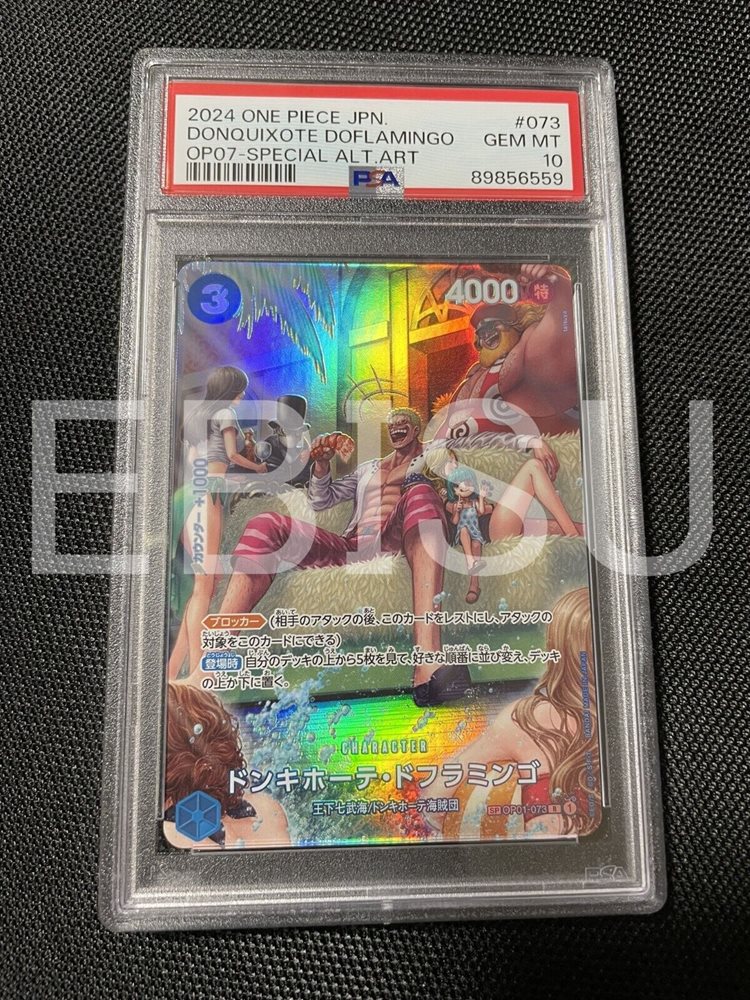 2024 ONE PIECE JPN. #073
DONQUIXOTE DOFLAMINGO GEM MT
OP07-SPECIAL ALT.ART 10
PSA 89856559
3
4000 特
カウンター+1000
EBISU
ブロッカー (相手のアタックの後、このカードをレストにし、アタックの
対象をこのカードにできる)
登場時 自分のデッキの上から5枚を見て、好きな順番に並び変え、デッキ
の上か下に置く。
CHARACTER
ドンキホーテ・ドフラミンゴ
王下七武海/ドンキホーテ海賊団
SP OP01-073 R 1
PSA